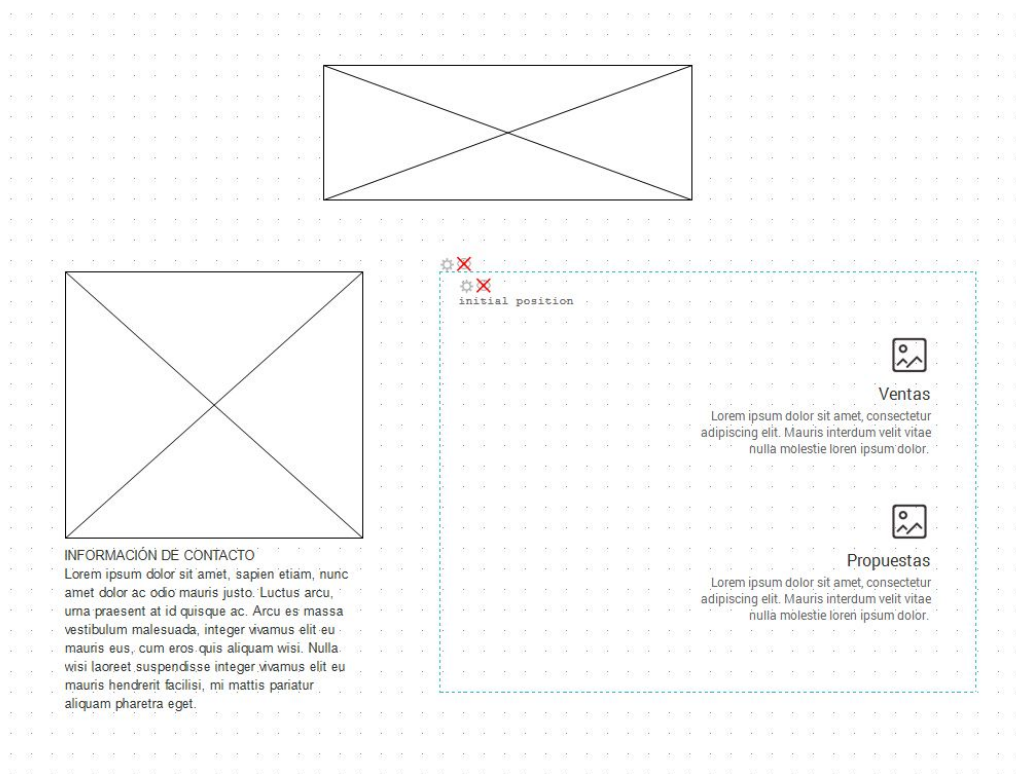 initial position
Ventas
Lorem ipsum dolor sit amet, consectetur
adipiscing elit. Mauris interdum velit vitae
nulla molestie loren ipsum dolor.
Propuestas
Lorem ipsum dolor sit amet, consectetur
adipiscing elit. Mauris interdum velit vitae
nulla molestie loren ipsum dolor.
INFORMACIÓN DE CONTACTO
Lorem ipsum dolor sit amet, sapien etiam, nunc
amet dolor ac odio mauris justo. Luctus arcu,
urna praesent at id quisque ac. Arcu es massa
vestibulum malesuada, integer vivamus elit eu
mauris eus, cum eros quis aliquam wisi. Nulla
wisi laoreet suspendisse integer vivamus elit eu
mauris hendrerit facilisi, mi mattis pariatur
aliquam pharetra eget.